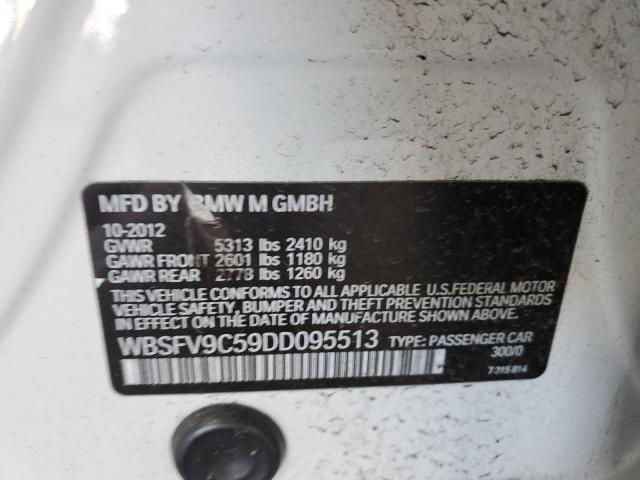 MFD BY BMW M GMBH
10-2012
GVWR 5313 lbs 2410 kg
GAWR FRONT 2601 lbs 1180 kg
GAWR REAR 2778 lbs 1260 kg
THIS VEHICLE CONFORMS TO ALL APPLICABLE U.S.FEDERAL MOTOR
VEHICLE SAFETY, BUMPER AND THEFT PREVENTION STANDARDS
IN EFFECT ON THE DATE OF MANUFACTURE SHOWN ABOVE.
WBSFV9C59DD095513 TYPE: PASSENGER CAR
300/0
7 315 814